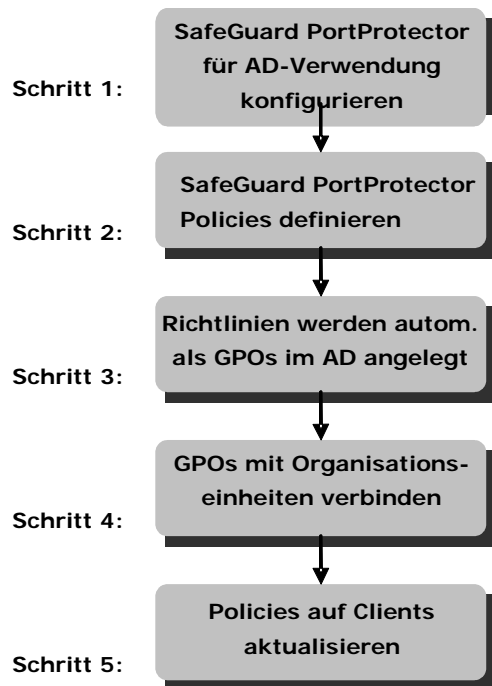 SafeGuard PortProtector
für AD-Verwendung
konfigurieren
Schritt 1:
SafeGuard PortProtector
Policies definieren
Schritt 2:
Richtlinien werden autom.
als GPOs im AD angelegt
Schritt 3:
GPOs mit Organisations-
einheiten verbinden
Schritt 4:
Policies auf Clients
aktualisieren
Schritt 5: